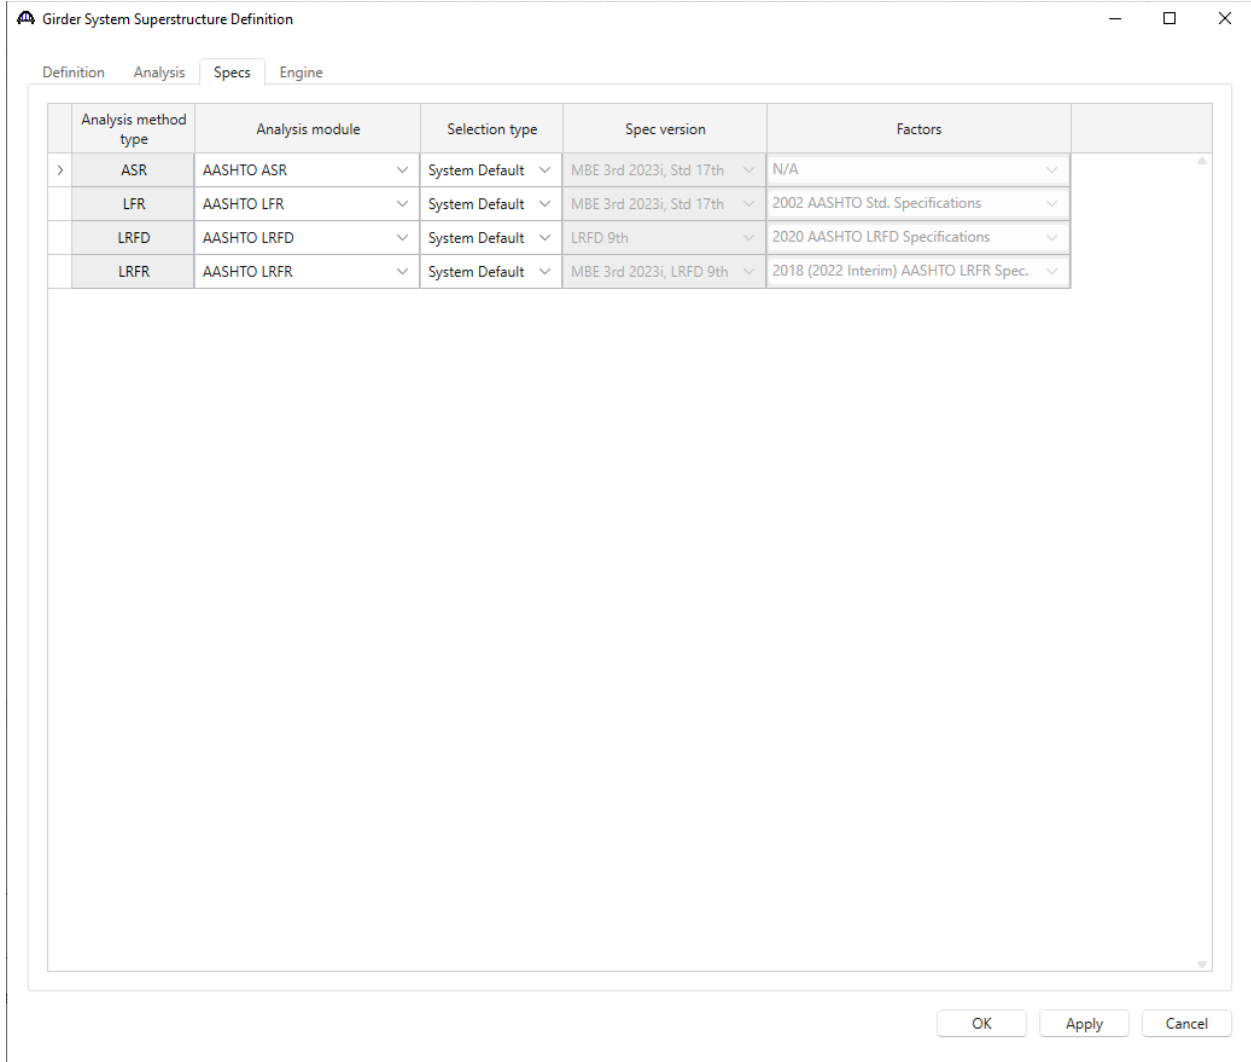 Girder System Superstructure Definition
Definition Analysis Specs Engine
Analysis method type Analysis module Selection type Spec version Factors
ASR AASHTO ASR System Default MBE 3rd 2023i, Std 17th N/A
LFR AASHTO LFR System Default MBE 3rd 2023i, Std 17th 2002 AASHTO Std. Specifications
LRFD AASHTO LRFD System Default LRFD 9th 2020 AASHTO LRFD Specifications
LRFR AASHTO LRFR System Default MBE 3rd 2023i, LRFD 9th 2018 (2022 Interim) AASHTO LRFR Spec.
OK Apply Cancel